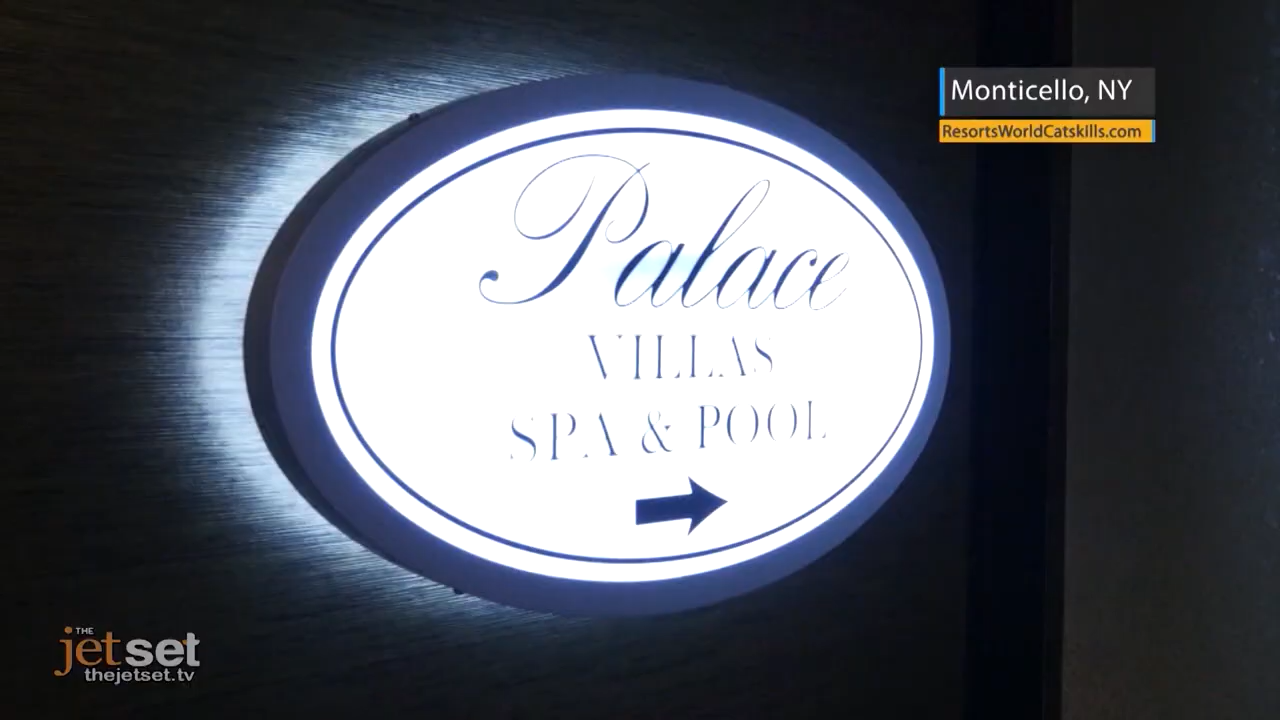 Monticello, NY
ResortsWorldCatskills.com
Palace
VILLAS
SPA & POOL
THE
jetset
thejetset.tv